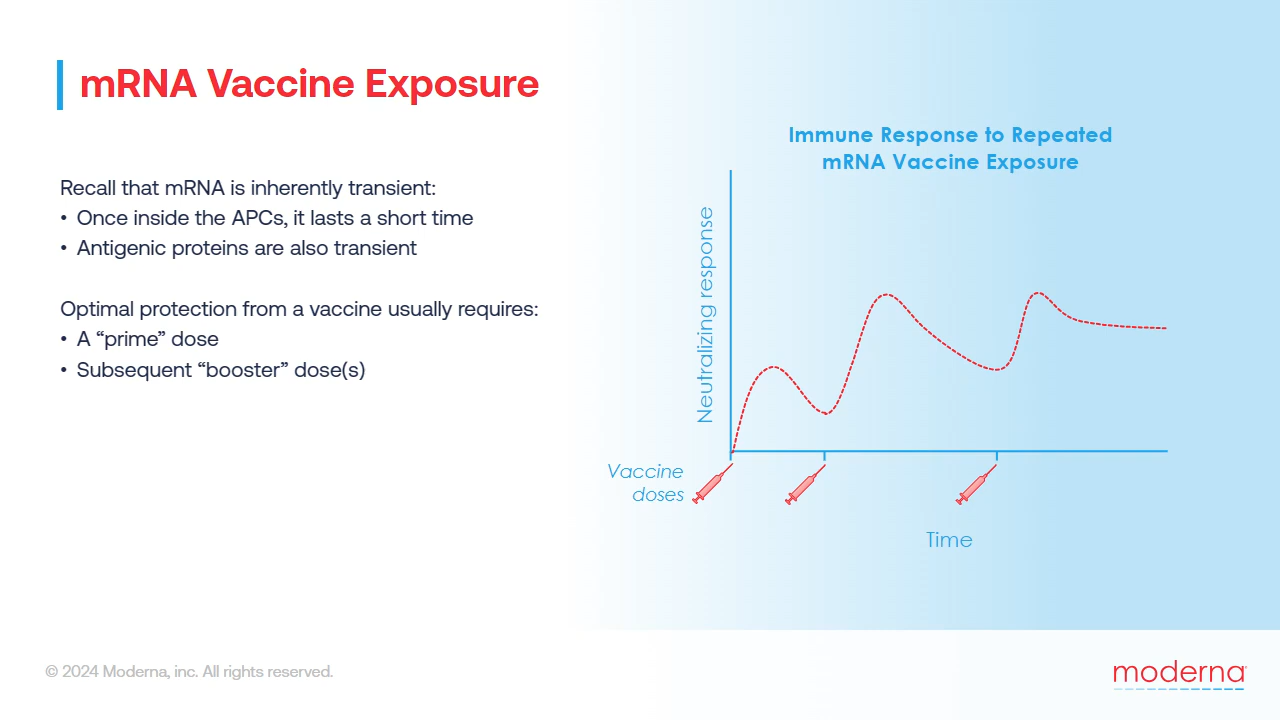 mRNA Vaccine Exposure
Recall that mRNA is inherently transient:
• Once inside the APCs, it lasts a short time
• Antigenic proteins are also transient
Optimal protection from a vaccine usually requires:
• A “prime” dose
• Subsequent “booster” dose(s)
Immune Response to Repeated
mRNA Vaccine Exposure
Neutralizing response
Vaccine
doses
Time
© 2024 Moderna, inc. All rights reserved.
moderna